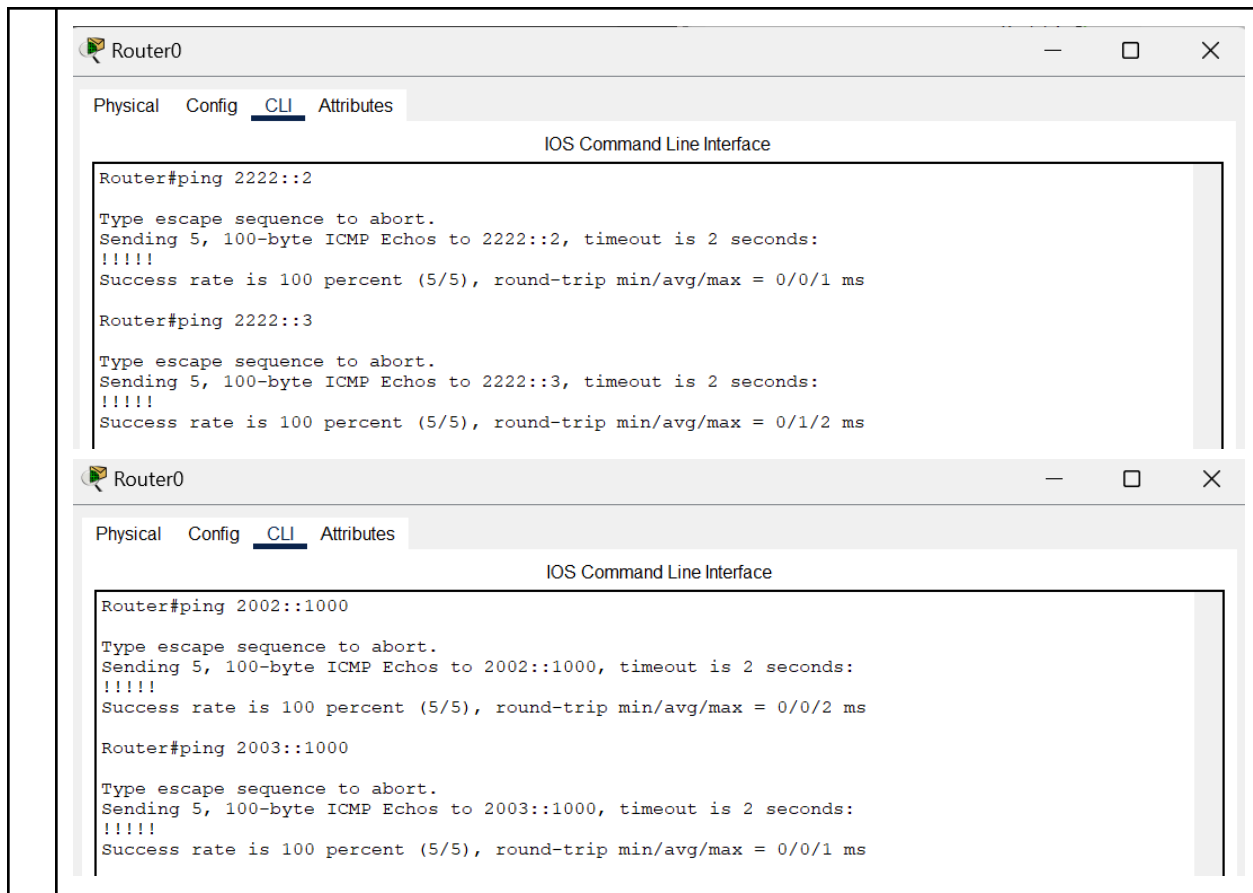 Router0
Physical Config CLI Attributes
IOS Command Line Interface
Router#ping 2222::2
Type escape sequence to abort.
Sending 5, 100-byte ICMP Echos to 2222::2, timeout is 2 seconds:
!!!!!
Success rate is 100 percent (5/5), round-trip min/avg/max = 0/0/1 ms
Router#ping 2222::3
Type escape sequence to abort.
Sending 5, 100-byte ICMP Echos to 2222::3, timeout is 2 seconds:
!!!!!
Success rate is 100 percent (5/5), round-trip min/avg/max = 0/1/2 ms
Router0
Physical Config CLI Attributes
IOS Command Line Interface
Router#ping 2002::1000
Type escape sequence to abort.
Sending 5, 100-byte ICMP Echos to 2002::1000, timeout is 2 seconds:
!!!!!
Success rate is 100 percent (5/5), round-trip min/avg/max = 0/0/2 ms
Router#ping 2003::1000
Type escape sequence to abort.
Sending 5, 100-byte ICMP Echos to 2003::1000, timeout is 2 seconds:
!!!!!
Success rate is 100 percent (5/5), round-trip min/avg/max = 0/0/1 ms